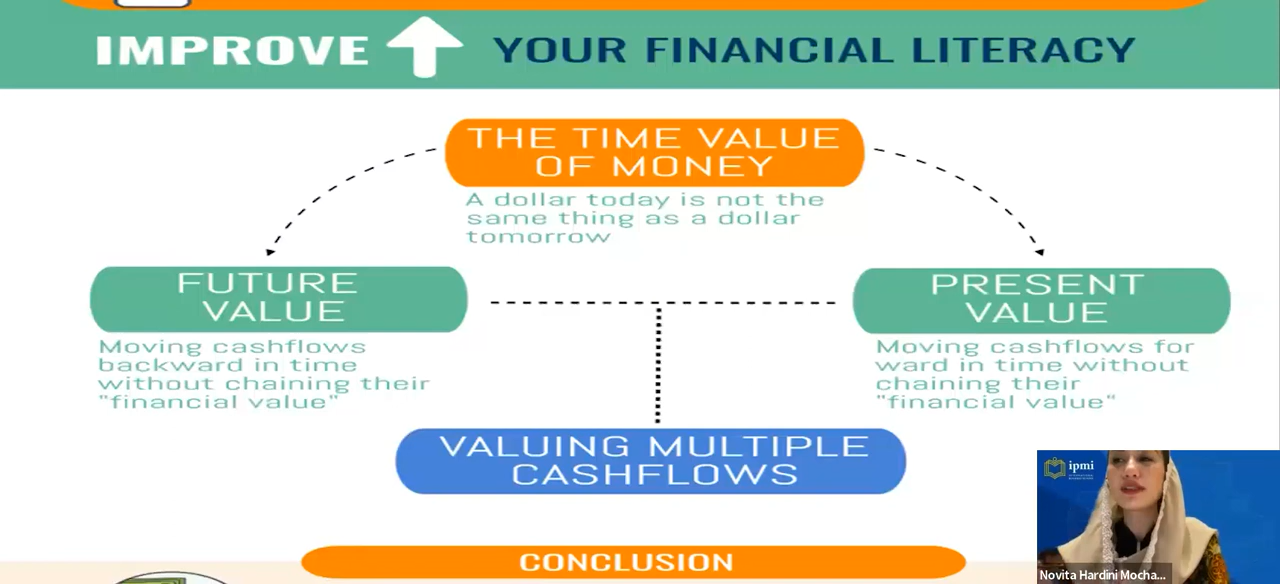 IMPROVE YOUR FINANCIAL LITERACY
THE TIME VALUE
OF MONEY
A dollar today is not the
same thing as a dollar
tomorrow
FUTURE
VALUE
Moving cashflows
backward in time
without chaining their
"financial value"
PRESENT
VALUE
Moving cashflows for
ward in time without
chaining their
"financial value“
VALUING MULTIPLE
CASHFLOWS
CONCLUSION
ipmi
Novita Hardini Mocha...